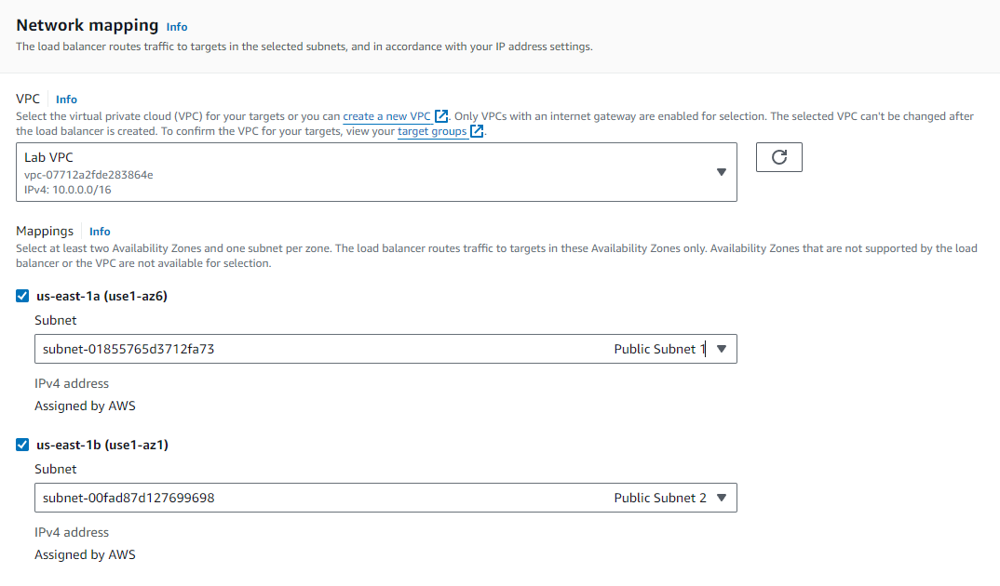 Network mapping Info
The load balancer routes traffic to targets in the selected subnets, and in accordance with your IP address settings.
VPC Info
Select the virtual private cloud (VPC) for your targets or you can create a new VPC. Only VPCs with an internet gateway are enabled for selection. The selected VPC can't be changed after
the load balancer is created. To confirm the VPC for your targets, view your target groups.
Lab VPC
vpc-07712a2fde283864e
IPv4: 10.0.0.0/16
Mappings Info
Select at least two Availability Zones and one subnet per zone. The load balancer routes traffic to targets in these Availability Zones only. Availability Zones that are not supported by the load
balancer or the VPC are not available for selection.
us-east-1a (use1-az6)
Subnet
subnet-01855765d3712fa73 Public Subnet 1
IPv4 address
Assigned by AWS
us-east-1b (use1-az1)
Subnet
subnet-00fad87d127699698 Public Subnet 2
IPv4 address
Assigned by AWS